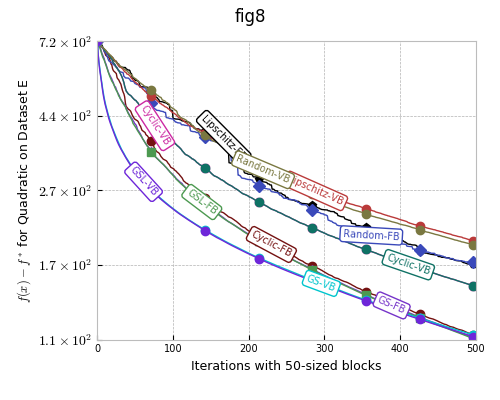 fig8
7.2 × 10²
4.4 × 10²
2.7 × 10²
1.7 × 10²
1.1 × 10²
f(x) − f* for Quadratic on Dataset E
Cyclic-VB
Lipschitz-
Random-VB
Lipschitz-VB
GSL-VB
GSL-FB
Random-FB
Cyclic-FB
Cyclic-VB
GS-VB
GS-FB
0 100 200 300 400 500
Iterations with 50-sized blocks